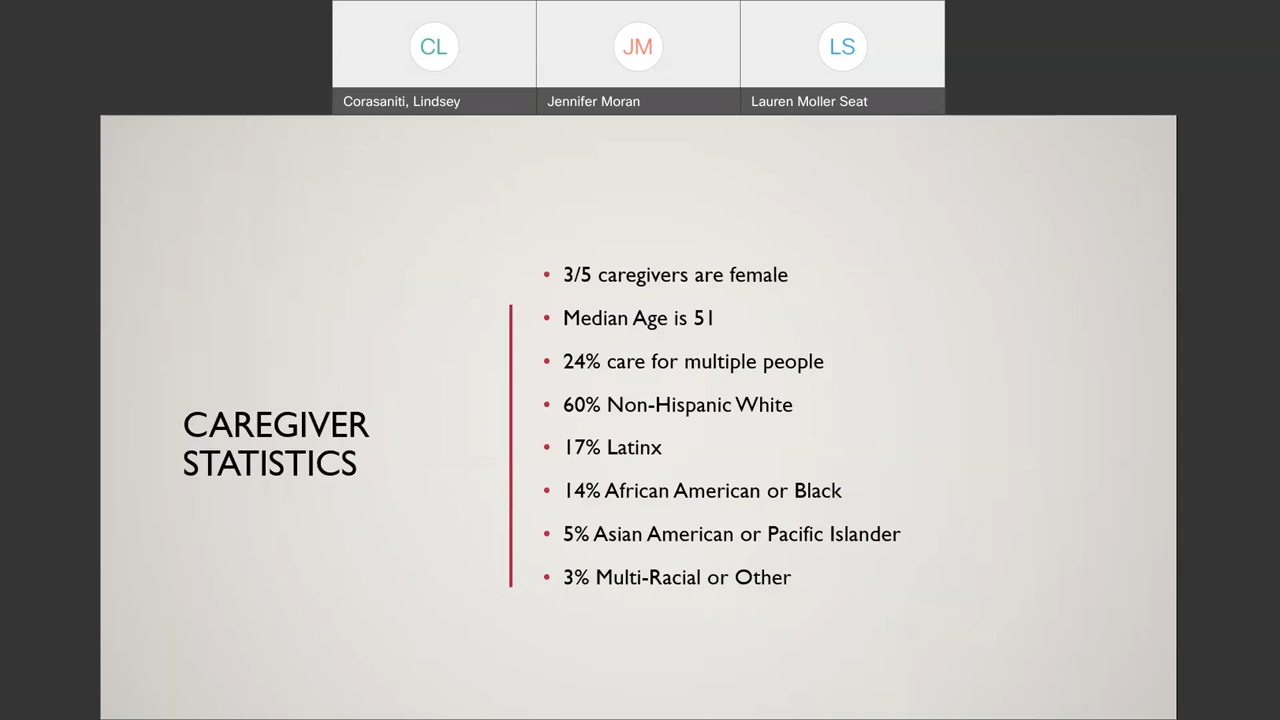 CL
JM
LS
Corasaniti, Lindsey
Jennifer Moran
Lauren Moller Seat
CAREGIVER
STATISTICS
• 3/5 caregivers are female
• Median Age is 51
• 24% care for multiple people
• 60% Non-Hispanic White
• 17% Latinx
• 14% African American or Black
• 5% Asian American or Pacific Islander
• 3% Multi-Racial or Other